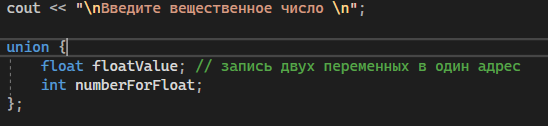 cout << "\nВведите вещественное число \n";
union {
float floatValue; // запись двух переменных в один адрес
int numberForFloat;
};